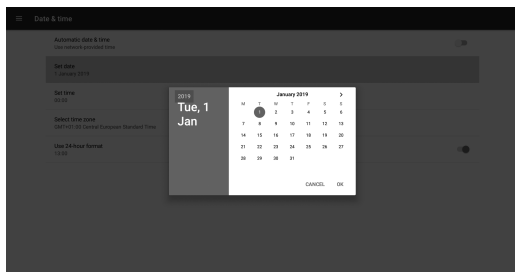 Date & time
Automatic date & time
Use network-provided time
Set date
1 January 2019
Set time
Select time zone
GMT+01:00 Central European Standard Time
Use 24-hour format
13:00
2019
Tue, 1
Jan
January 2019
M T W T F S S
1 2 3 4 5 6
7 8 9 10 11 12 13
14 15 16 17 18 19 20
21 22 23 24 25 26 27
28 29 30 31
CANCEL OK